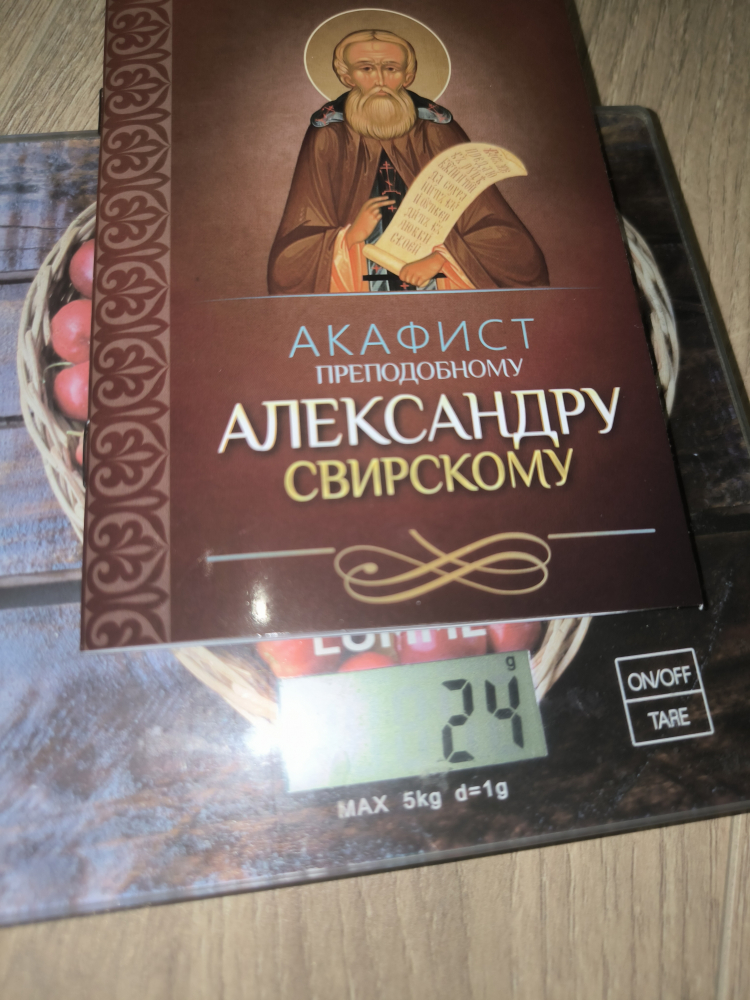 АКАФИСТ
ПРЕПОДОБНОМУ
АЛЕКСАНДРУ
СВИРСКОМУ
g
24
ON/OFF
TARE
MAX 5kg d=1g